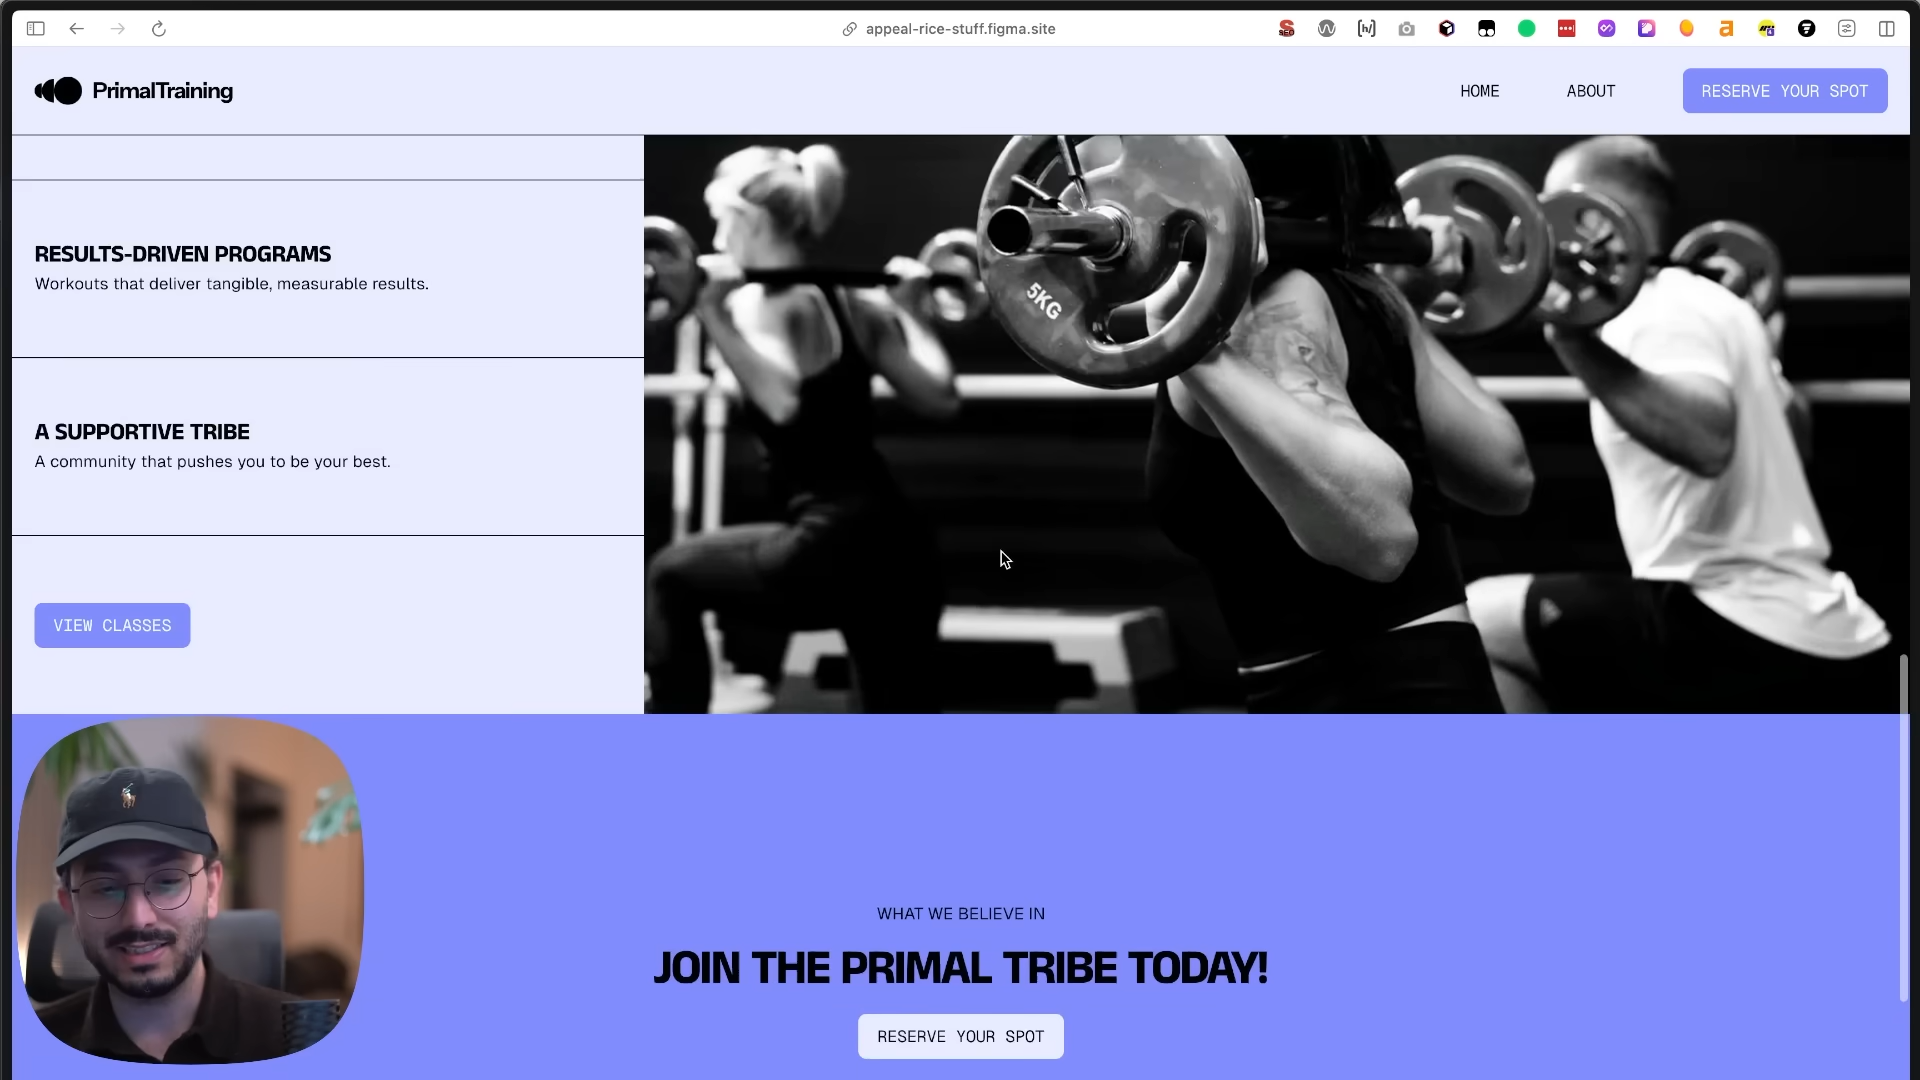 appeal-rice-stuff.figma.site
SEO
[h/]
a
PrimalTraining
HOME
ABOUT
RESERVE YOUR SPOT
RESULTS-DRIVEN PROGRAMS
Workouts that deliver tangible, measurable results.
5KG
A SUPPORTIVE TRIBE
A community that pushes you to be your best.
VIEW CLASSES
WHAT WE BELIEVE IN
JOIN THE PRIMAL TRIBE TODAY!
RESERVE YOUR SPOT